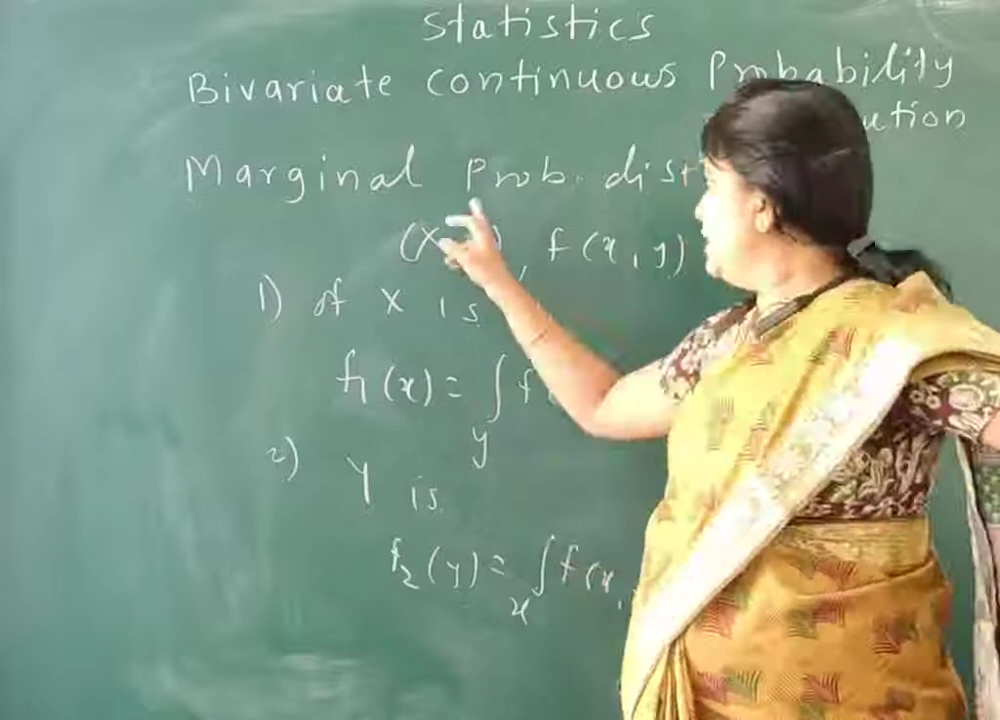 Statistics
Bivariate continuous Probability
ution
Marginal Prob. dist
(X ) , f(x, y)
1) of X is
f1(x) = ∫ f
y
2) Y is
f2(y) = ∫ f(x,
x